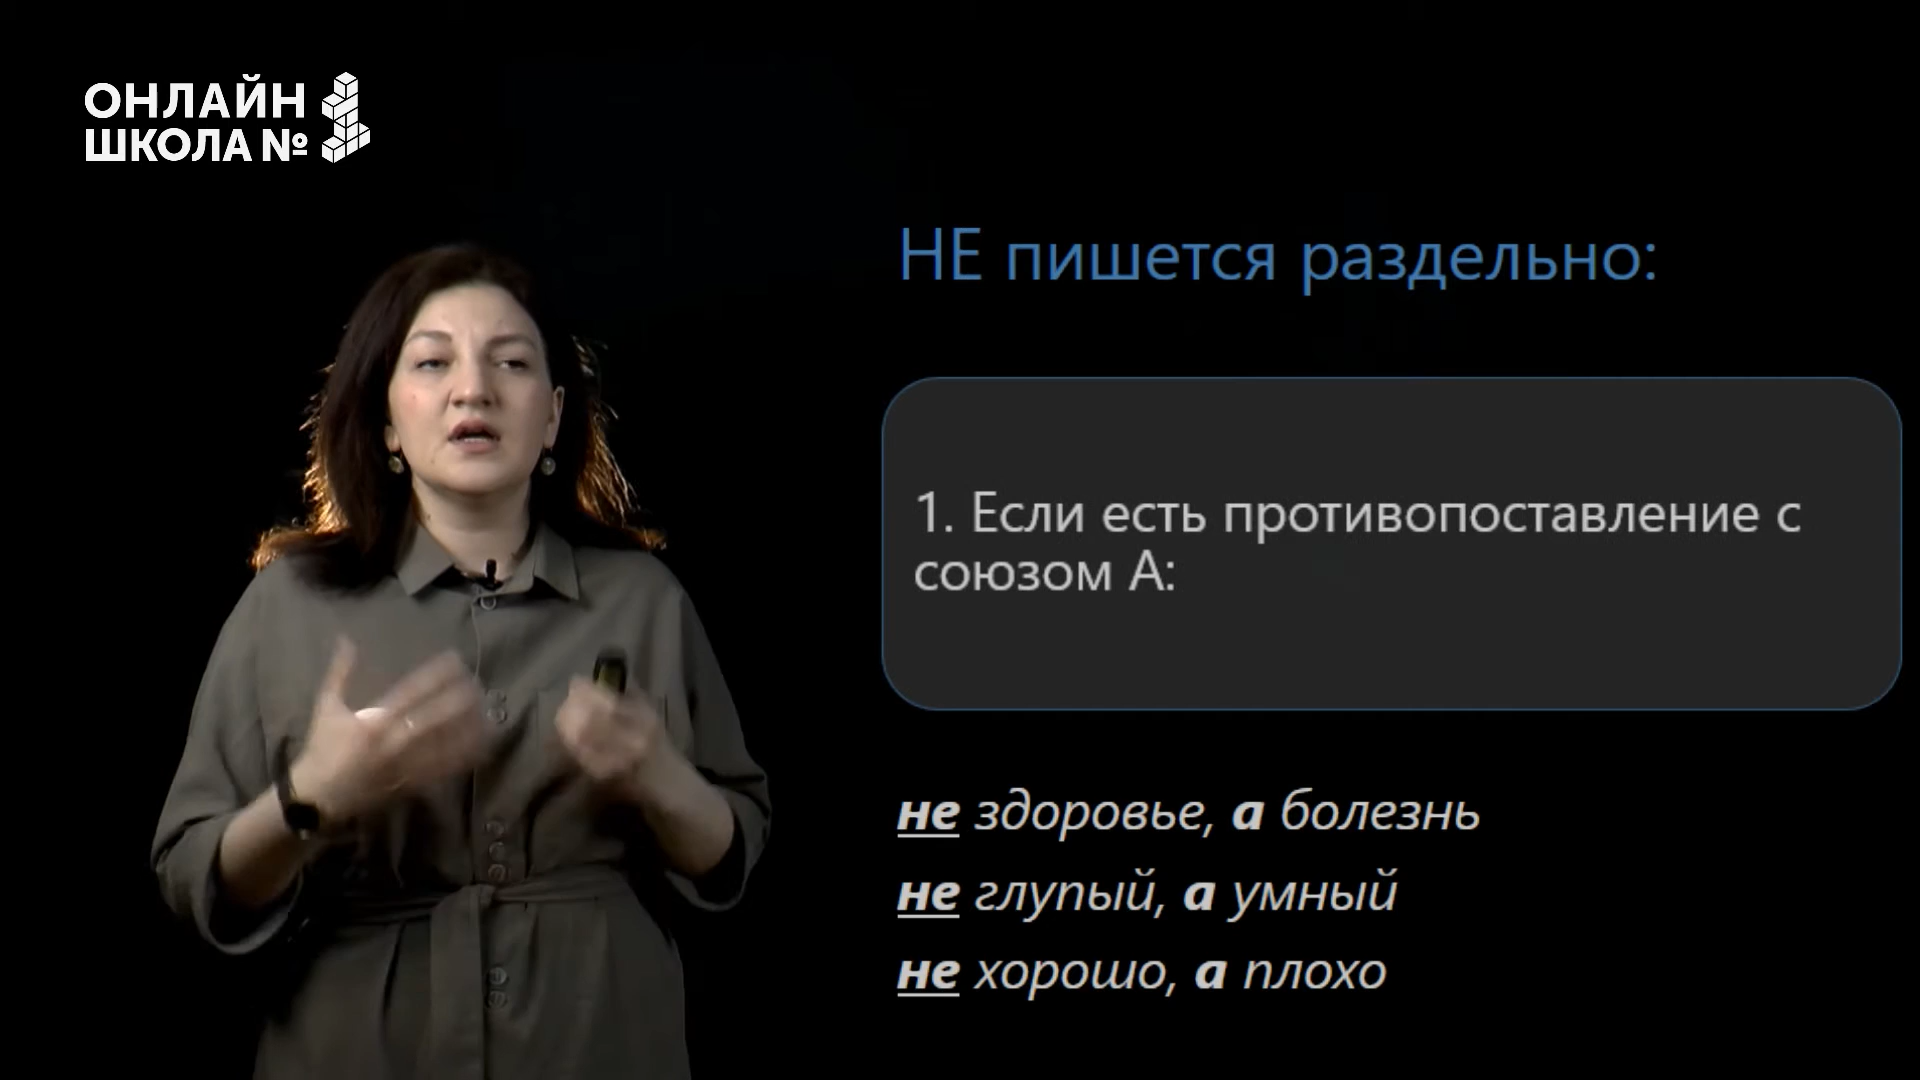 ОНЛАЙН
ШКОЛА №1
НЕ пишется раздельно:
1. Если есть противопоставление с
союзом А:
не здоровье, а болезнь
не глупый, а умный
не хорошо, а плохо